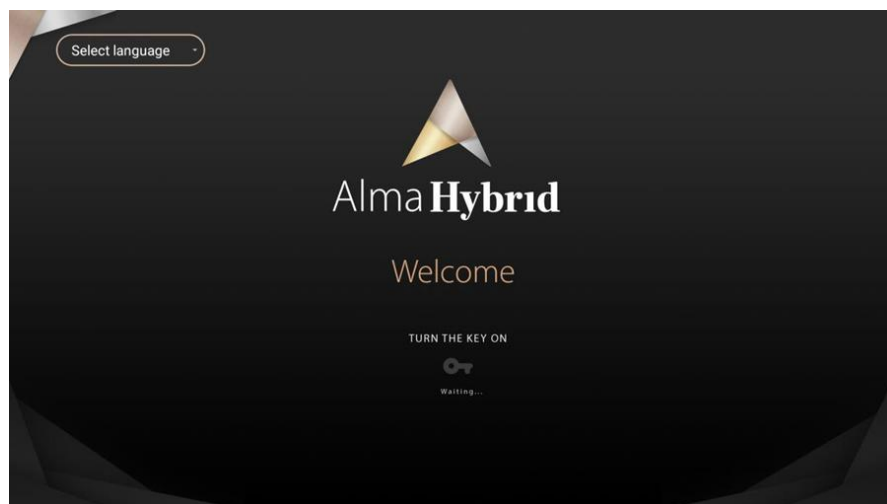 Select language
Alma Hybrid
Welcome
TURN THE KEY ON
Waiting...